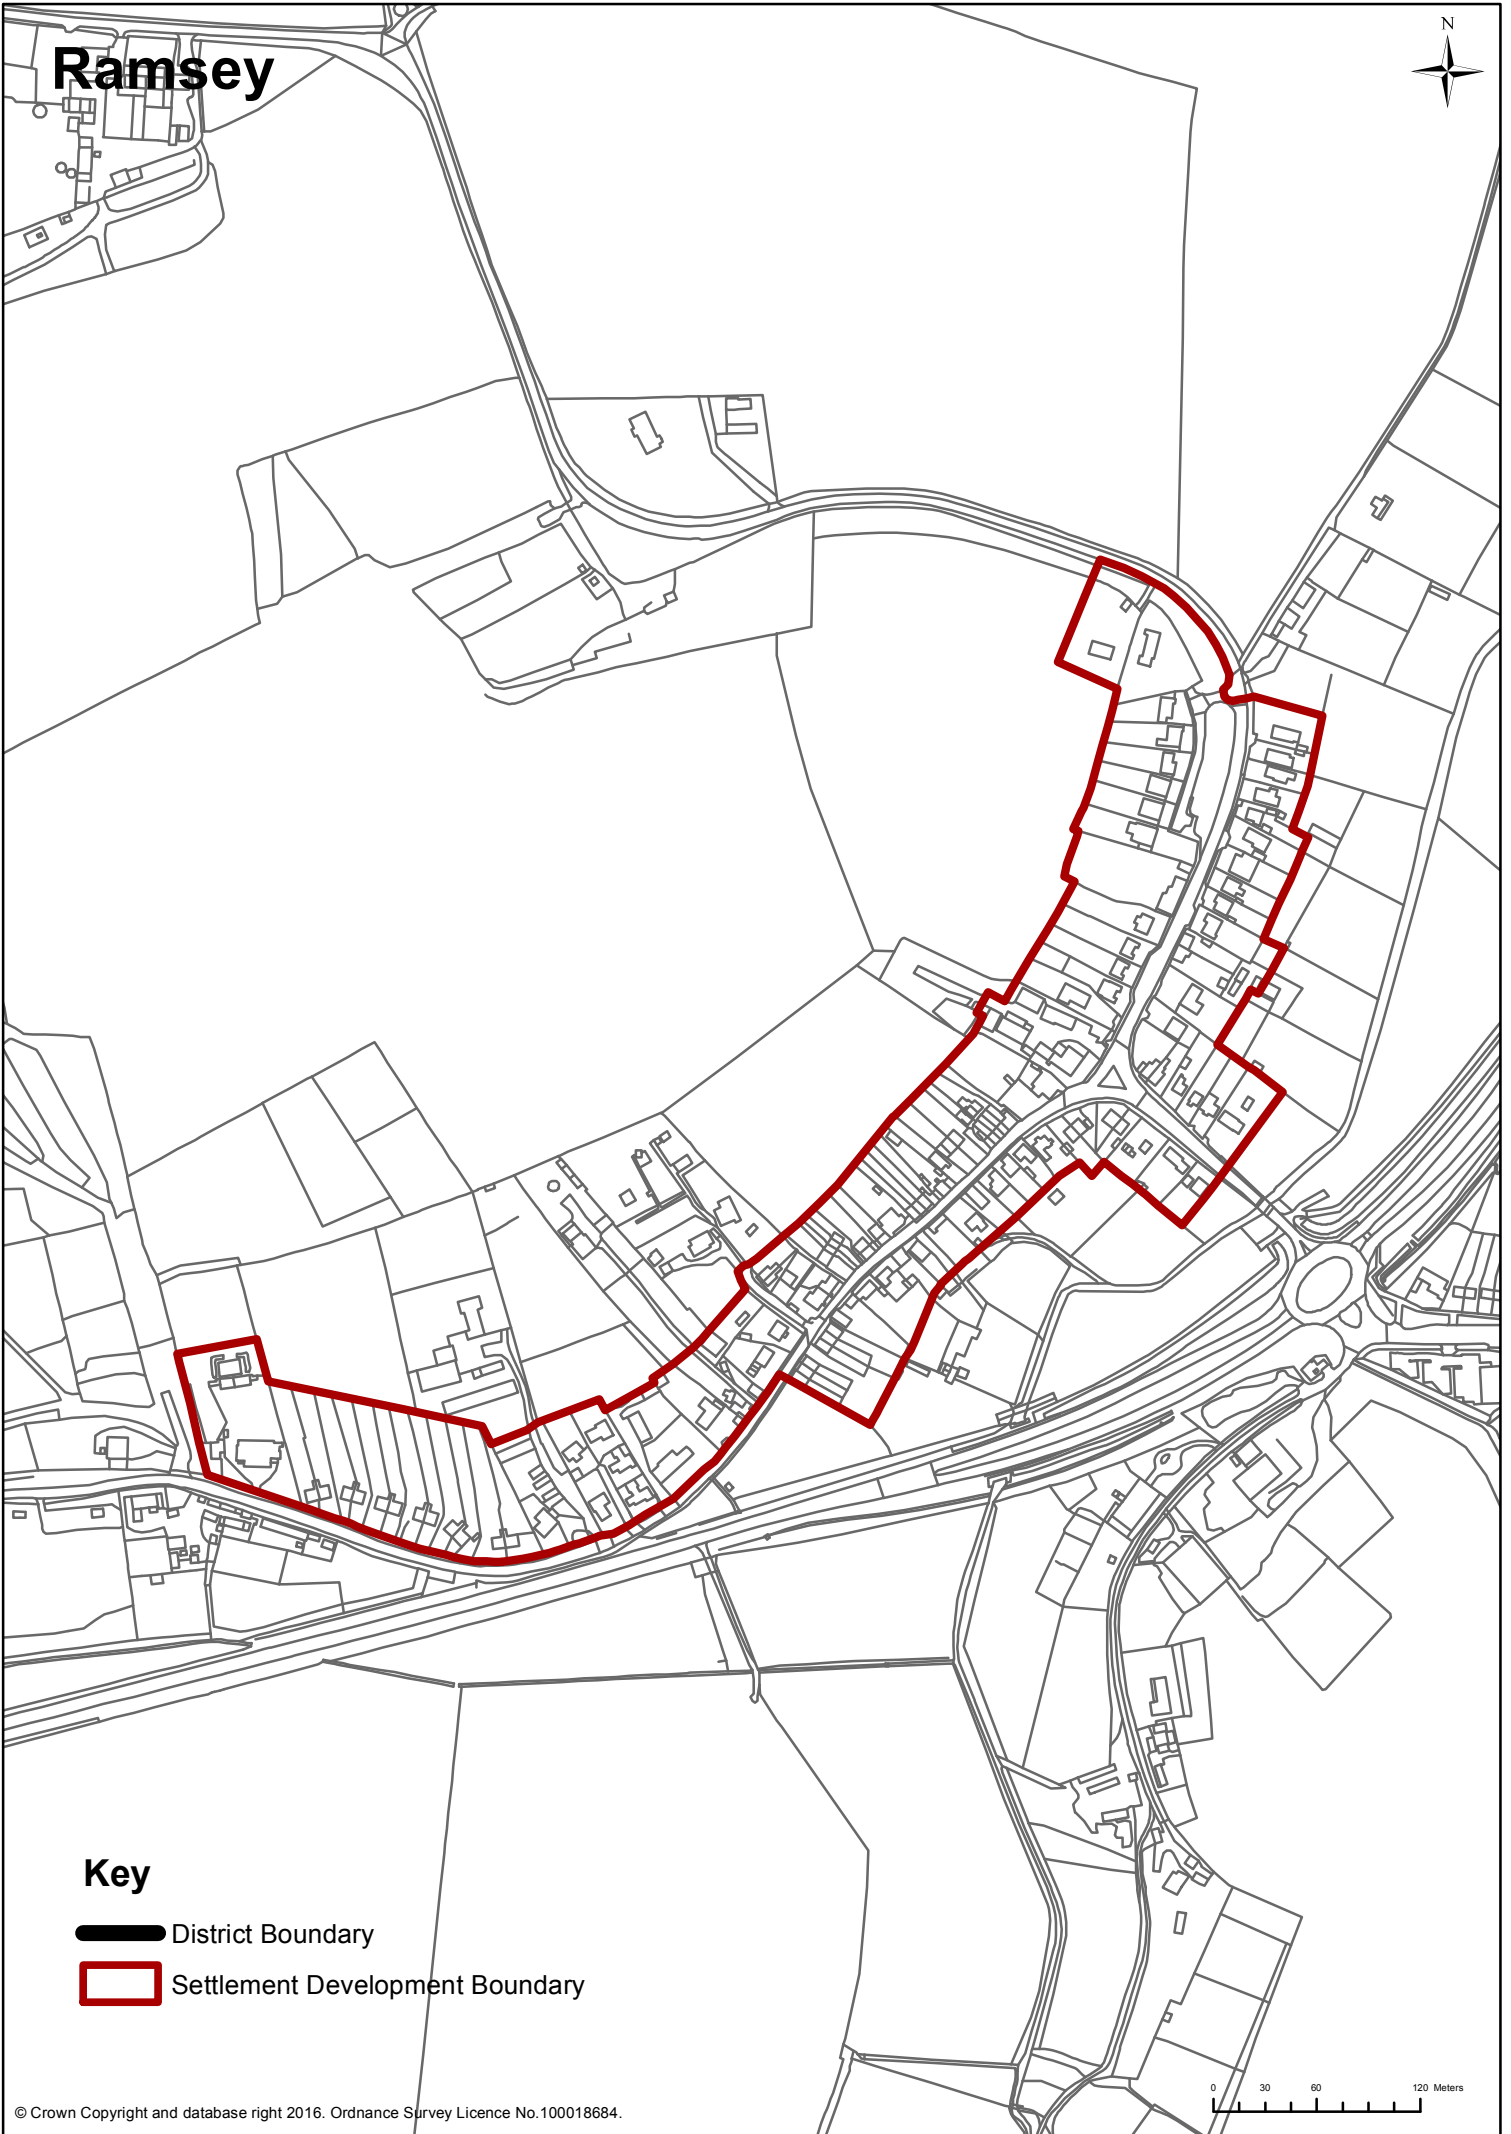 Ramsey
N
Key
District Boundary
Settlement Development Boundary
0 30 60 120 Meters
© Crown Copyright and database right 2016. Ordnance Survey Licence No.100018684.